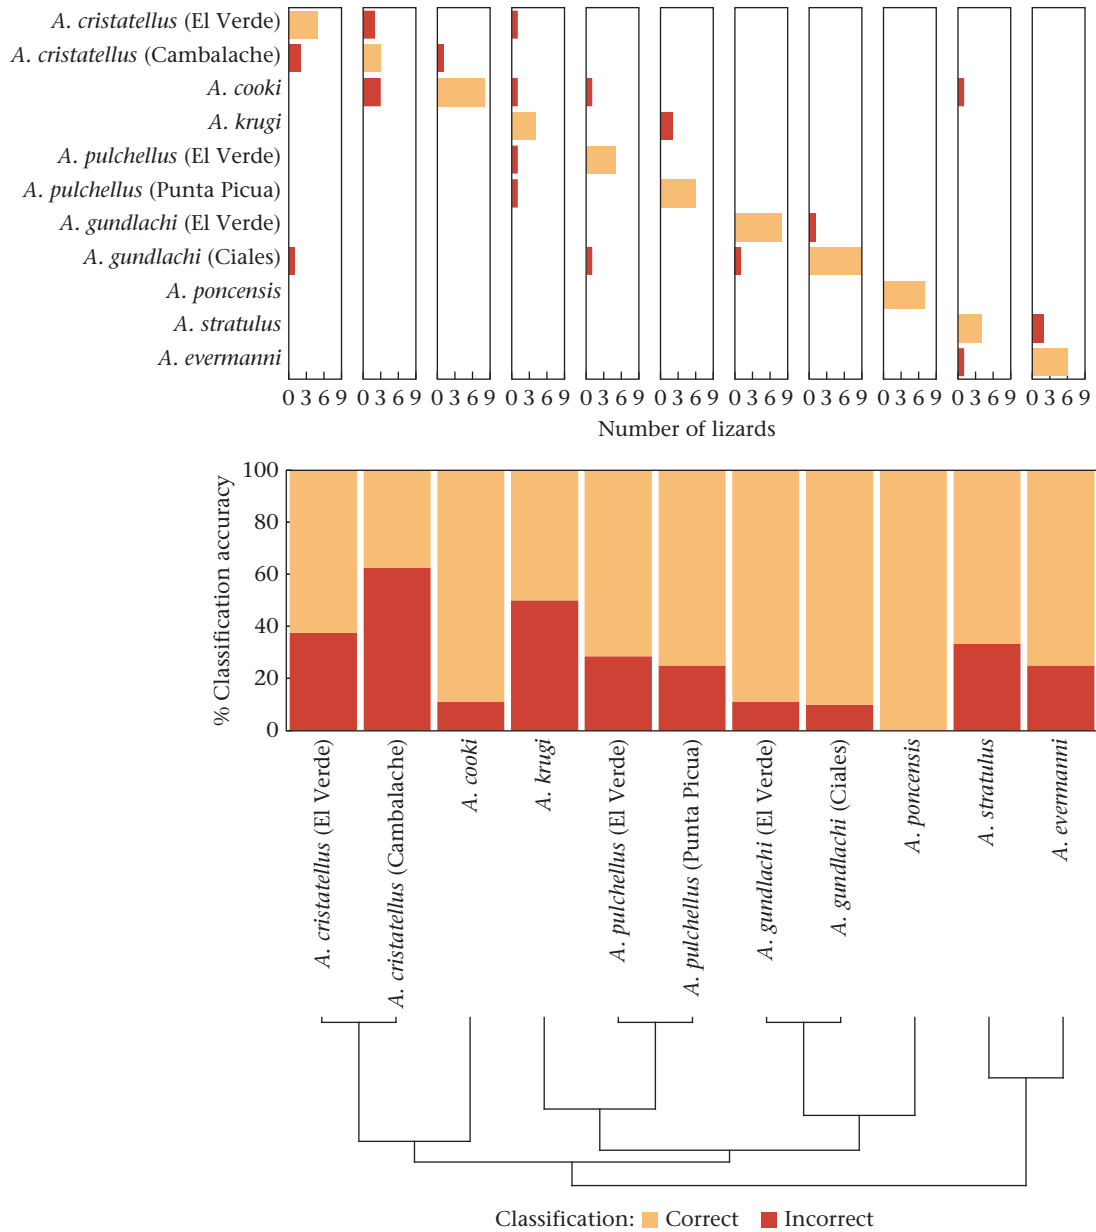 A. cristatellus (El Verde)
A. cristatellus (Cambalache)
A. cooki
A. krugi
A. pulchellus (El Verde)
A. pulchellus (Punta Picua)
A. gundlachi (El Verde)
A. gundlachi (Ciales)
A. poncensis
A. stratulus
A. evermanni
0 3 6 9 0 3 6 9 0 3 6 9 0 3 6 9 0 3 6 9 0 3 6 9 0 3 6 9 0 3 6 9 0 3 6 9 0 3 6 9 0 3 6 9
Number of lizards
% Classification accuracy
100
80
60
40
20
0
A. cristatellus (El Verde)
A. cristatellus (Cambalache)
A. cooki
A. krugi
A. pulchellus (El Verde)
A. pulchellus (Punta Picua)
A. gundlachi (El Verde)
A. gundlachi (Ciales)
A. poncensis
A. stratulus
A. evermanni
Classification: Correct Incorrect